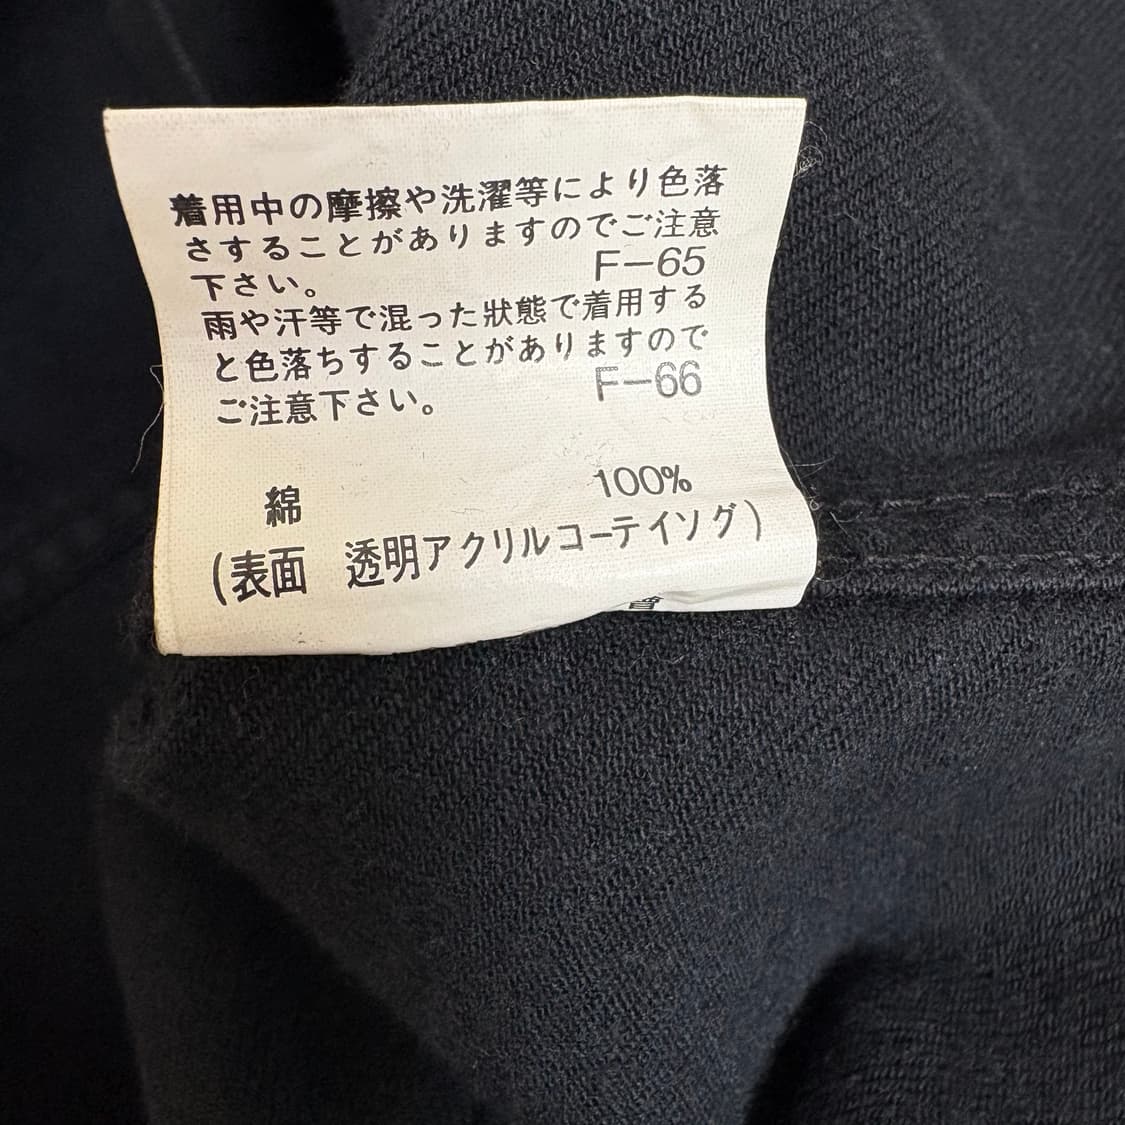 着用中の摩擦や洗濯等により色落
さすることがありますのでご注意
下さい。 F-65
雨や汗等で混った狀態で着用する
と色落ちすることがありますので
ご注意下さい。 F-66
綿 100%
(表面 透明アクリルコーテイソグ)